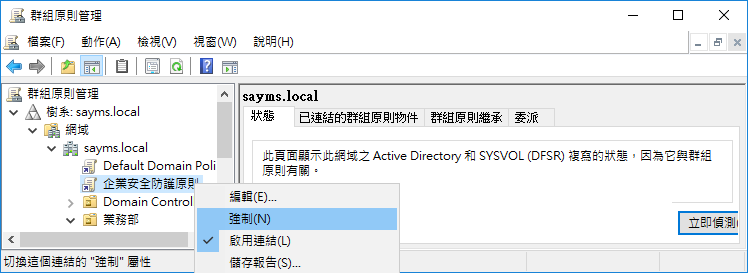 群組原則管理
檔案(F) 動作(A) 檢視(V) 視窗(W) 說明(H)
群組原則管理
樹系: sayms.local
網域
sayms.local
Default Domain Poli
企業安全防護原則
Domain Control
業務部
sayms.local
狀態 已連結的群組原則物件 群組原則繼承 委派
此頁面顯示此網域之 Active Directory 和 SYSVOL (DFSR) 複寫的狀態，因為它與群組
原則有關。
立即偵測(
編輯(E)...
強制(N)
啟用連結(L)
儲存報告(S)...
切換這個連結的 "強制" 屬性